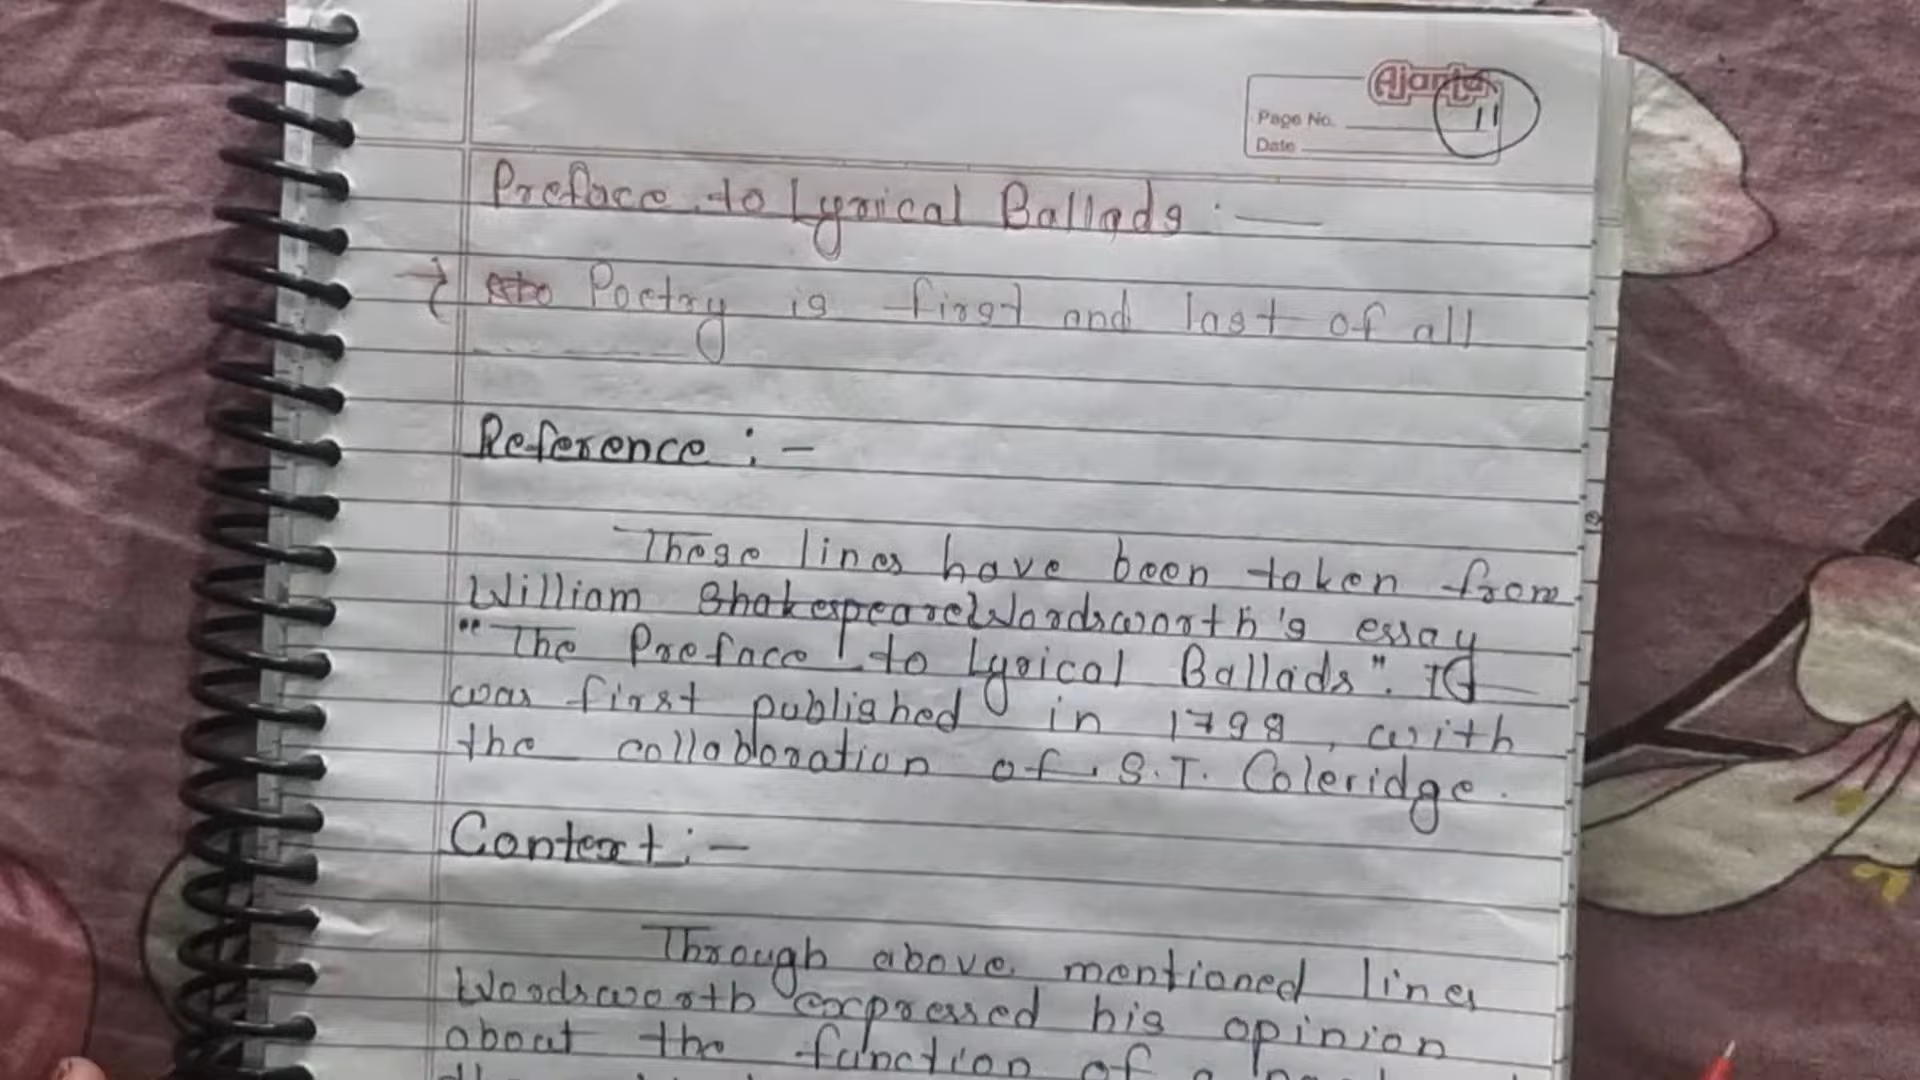 Ajanta
Page No. 11
Date
Preface to Lyrical Ballads :—
→ Poetry is first and last of all
Reference :-
These lines have been taken from
William Shakespeare Wordsworth's essay
"The Preface to Lyrical Ballads". It
was first published in 1798, with
the collaboration of S.T. Coleridge.
Context :-
Through above mentioned lines
Wordsworth expressed his opinion
about the function of a